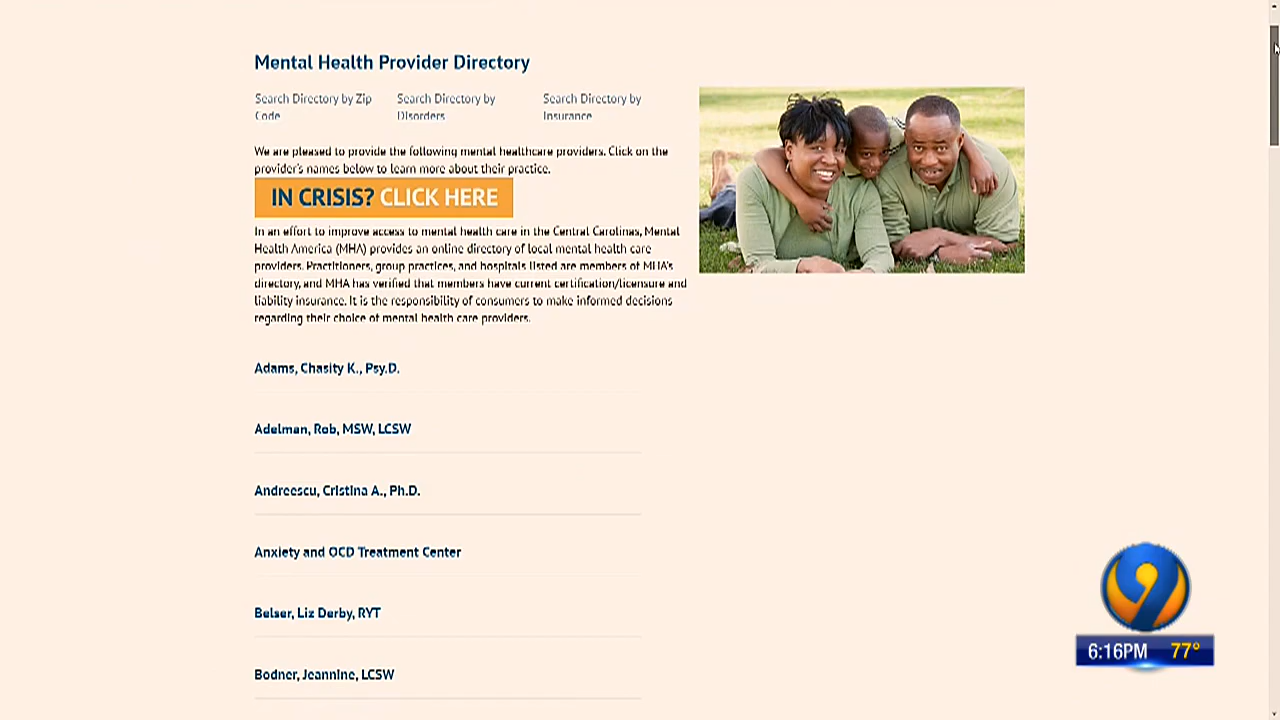 Mental Health Provider Directory
Search Directory by Zip Code
Search Directory by Disorders
Search Directory by Insurance
We are pleased to provide the following mental healthcare providers. Click on the
provider's names below to learn more about their practice.
IN CRISIS? CLICK HERE
In an effort to improve access to mental health care in the Central Carolinas, Mental
Health America (MHA) provides an online directory of local mental health care
providers. Practitioners, group practices, and hospitals listed are members of MHA's
directory, and MHA has verified that members have current certification/licensure and
liability insurance. It is the responsibility of consumers to make informed decisions
regarding their choice of mental health care providers.
Adams, Chasity K., Psy.D.
Adelman, Rob, MSW, LCSW
Andreescu, Cristina A., Ph.D.
Anxiety and OCD Treatment Center
Belser, Liz Derby, RYT
Bodner, Jeannine, LCSW
9
6:16PM 77°